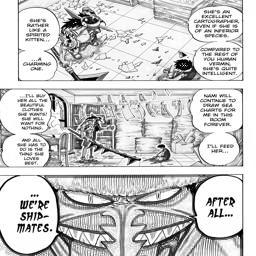 SHE'S AN
EXCELLENT
CARTOGRAPHER,
EVEN IF SHE IS
OF AN INFERIOR
SPECIES.
COMPARED
TO THE REST
OF YOU HUMAN
VERMIN,
SHE'S QUITE
INTELLIGENT.
SHE'S
RATHER
LIKE A
SPIRITED
KITTEN...
...A
CHARMING
ONE.
NAMI WILL
CONTINUE TO
DRAW SEA
CHARTS FOR
ME IN THIS
ROOM
FOREVER.
I'LL FEED
HER...
...I'LL BUY
HER ALL THE
BEAUTIFUL
CLOTHES
SHE WANTS!
SHE WILL
WANT FOR
NOTHING.
AND ALL
SHE HAS TO
DO IS THE
THING SHE
LOVES
BEST.
AFTER
ALL...
...
WE'RE
SHIP-
MATES.